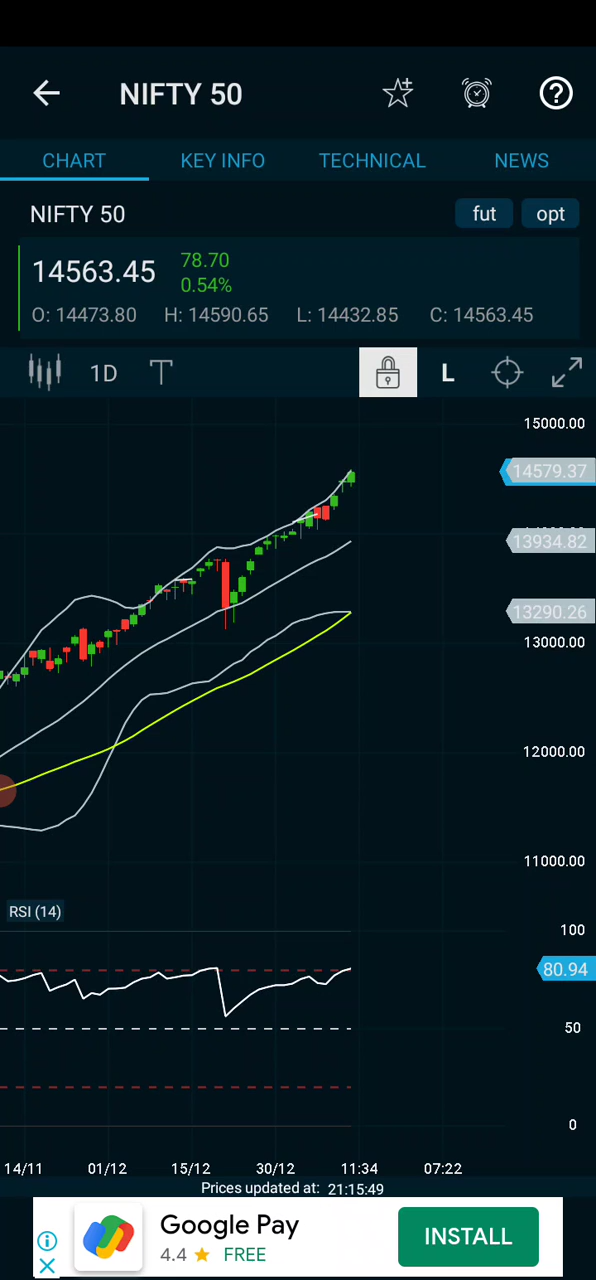 NIFTY 50
CHART KEY INFO TECHNICAL NEWS
NIFTY 50 fut opt
14563.45
78.70
0.54%
O: 14473.80 H: 14590.65 L: 14432.85 C: 14563.45
1D T L
15000.00
14579.37
13934.82
13290.26
13000.00
12000.00
11000.00
RSI (14)
100
80.94
50
0
14/11 01/12 15/12 30/12 11:34 07:22
Prices updated at: 21:15:49
Google Pay
4.4 FREE
INSTALL